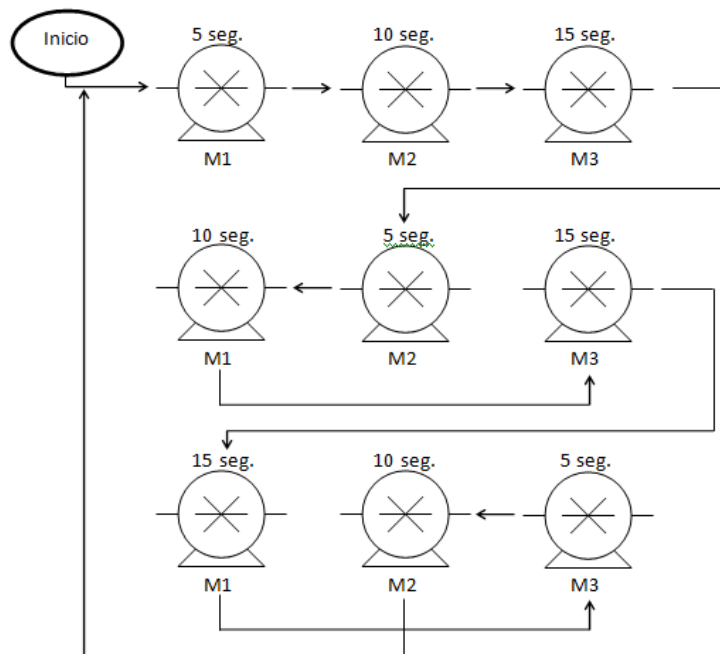 Inicio
5 seg. 10 seg. 15 seg.
M1 M2 M3
10 seg. 5 seg. 15 seg.
M1 M2 M3
15 seg. 10 seg. 5 seg.
M1 M2 M3